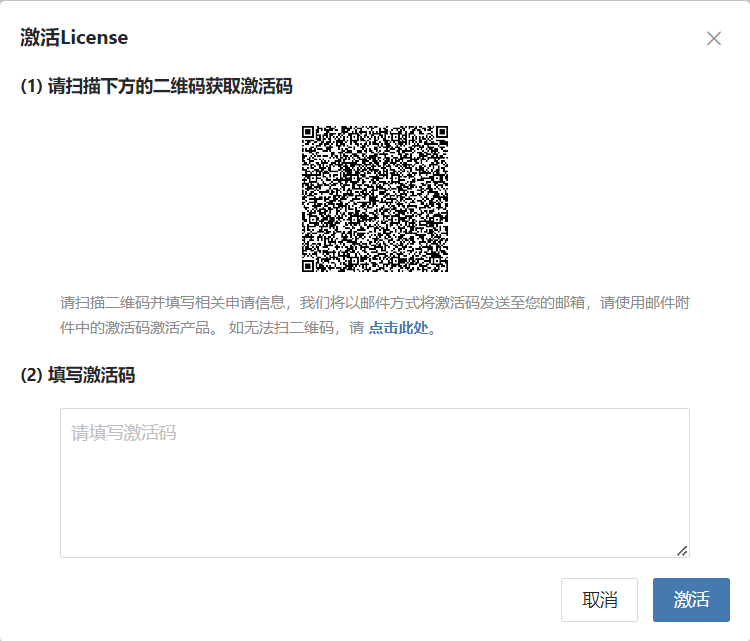 激活License
(1) 请扫描下方的二维码获取激活码
请扫描二维码并填写相关申请信息，我们将以邮件方式将激活码发送至您的邮箱，请使用邮件附
件中的激活码激活产品。 如无法扫二维码，请 点击此处。
(2) 填写激活码
请填写激活码
取消 激活